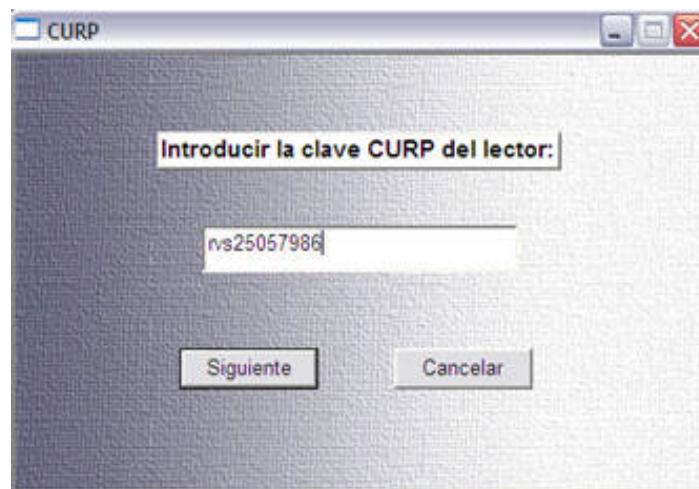 CURP
Introducir la clave CURP del lector:
rvs25057986
Siguiente
Cancelar